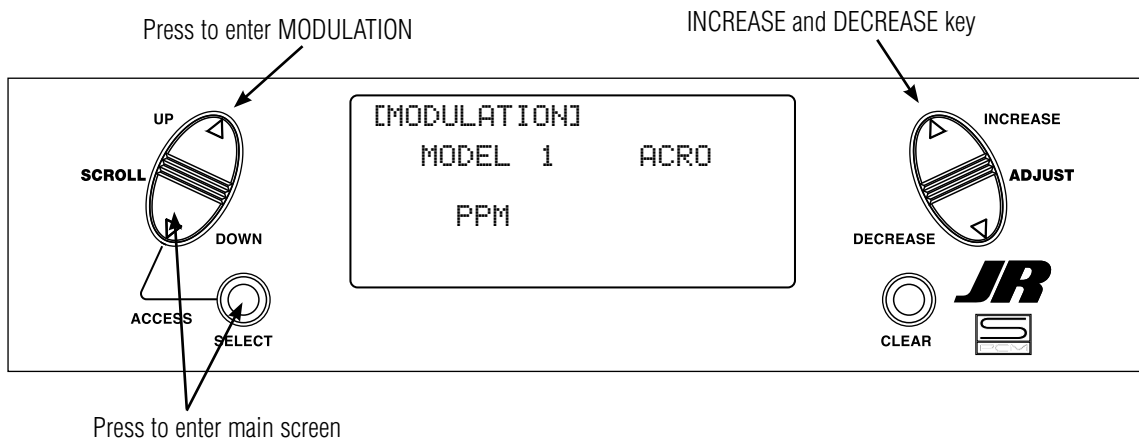 Press to enter MODULATION
INCREASE and DECREASE key
UP
SCROLL
DOWN
ACCESS
SELECT
[MODULATION]
MODEL 1 ACRO
PPM
INCREASE
ADJUST
DECREASE
CLEAR
JR
S
PCM
Press to enter main screen